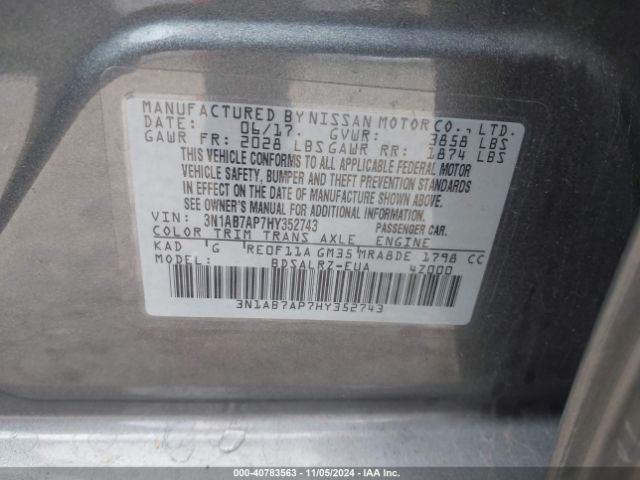 MANUFACTURED BY NISSAN MOTOR CO., LTD.
DATE: 06/17 GVWR: 3858 LBS
GAWR FR: 2028 LBS GAWR RR: 1874 LBS
THIS VEHICLE CONFORMS TO ALL APPLICABLE FEDERAL MOTOR
VEHICLE SAFETY, BUMPER AND THEFT PREVENTION STANDARDS
IN EFFECT ON THE DATE OF MANUFACTURE SHOWN ABOVE.
SEE OWNER'S MANUAL FOR ADDITIONAL INFORMATION.
VIN: 3N1AB7AP7HY352743 PASSENGER CAR.
COLOR TRIM TRANS AXLE ENGINE
KAD G RE0F11A GM35 MRA8DE 1798 CC
MODEL: BDSALRZ-EUA 4Z000
3N1AB7AP7HY352743
000-40783563 — 11/05/2024 — IAA Inc.